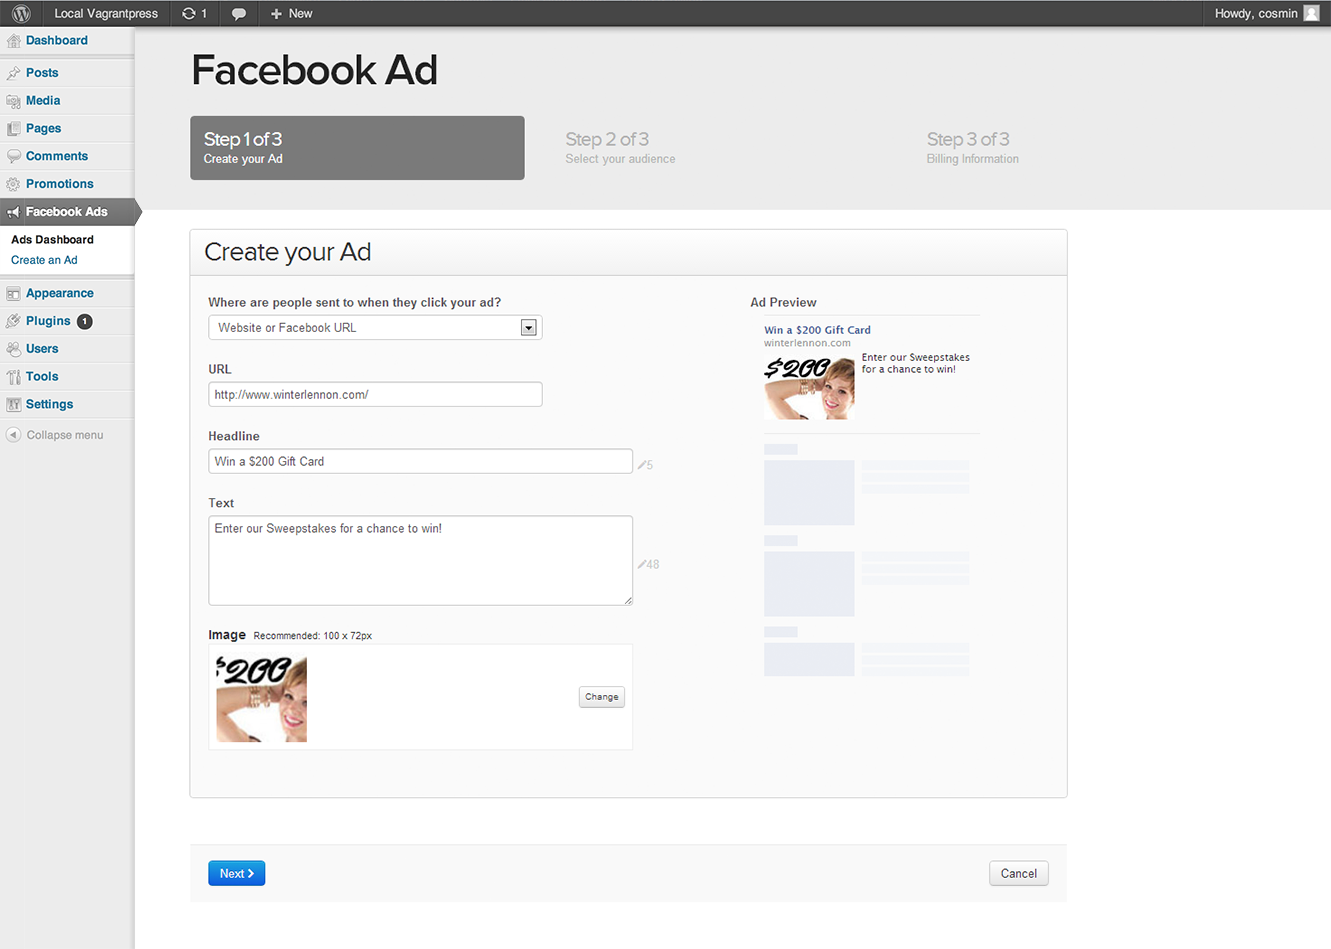 Local Vagrantpress 1 New Howdy, cosmin
Dashboard
Posts
Media
Pages
Comments
Promotions
Facebook Ads
Ads Dashboard
Create an Ad
Appearance
Plugins 1
Users
Tools
Settings
Collapse menu
Facebook Ad
Step 1 of 3
Create your Ad
Step 2 of 3
Select your audience
Step 3 of 3
Billing Information
Create your Ad
Where are people sent to when they click your ad?
Website or Facebook URL
URL
http://www.winterlennon.com/
Headline
Win a $200 Gift Card
5
Text
Enter our Sweepstakes for a chance to win!
48
Image Recommended: 100 x 72px
$200
Change
Ad Preview
Win a $200 Gift Card
winterlennon.com
$200
Enter our Sweepstakes
for a chance to win!
Next
Cancel